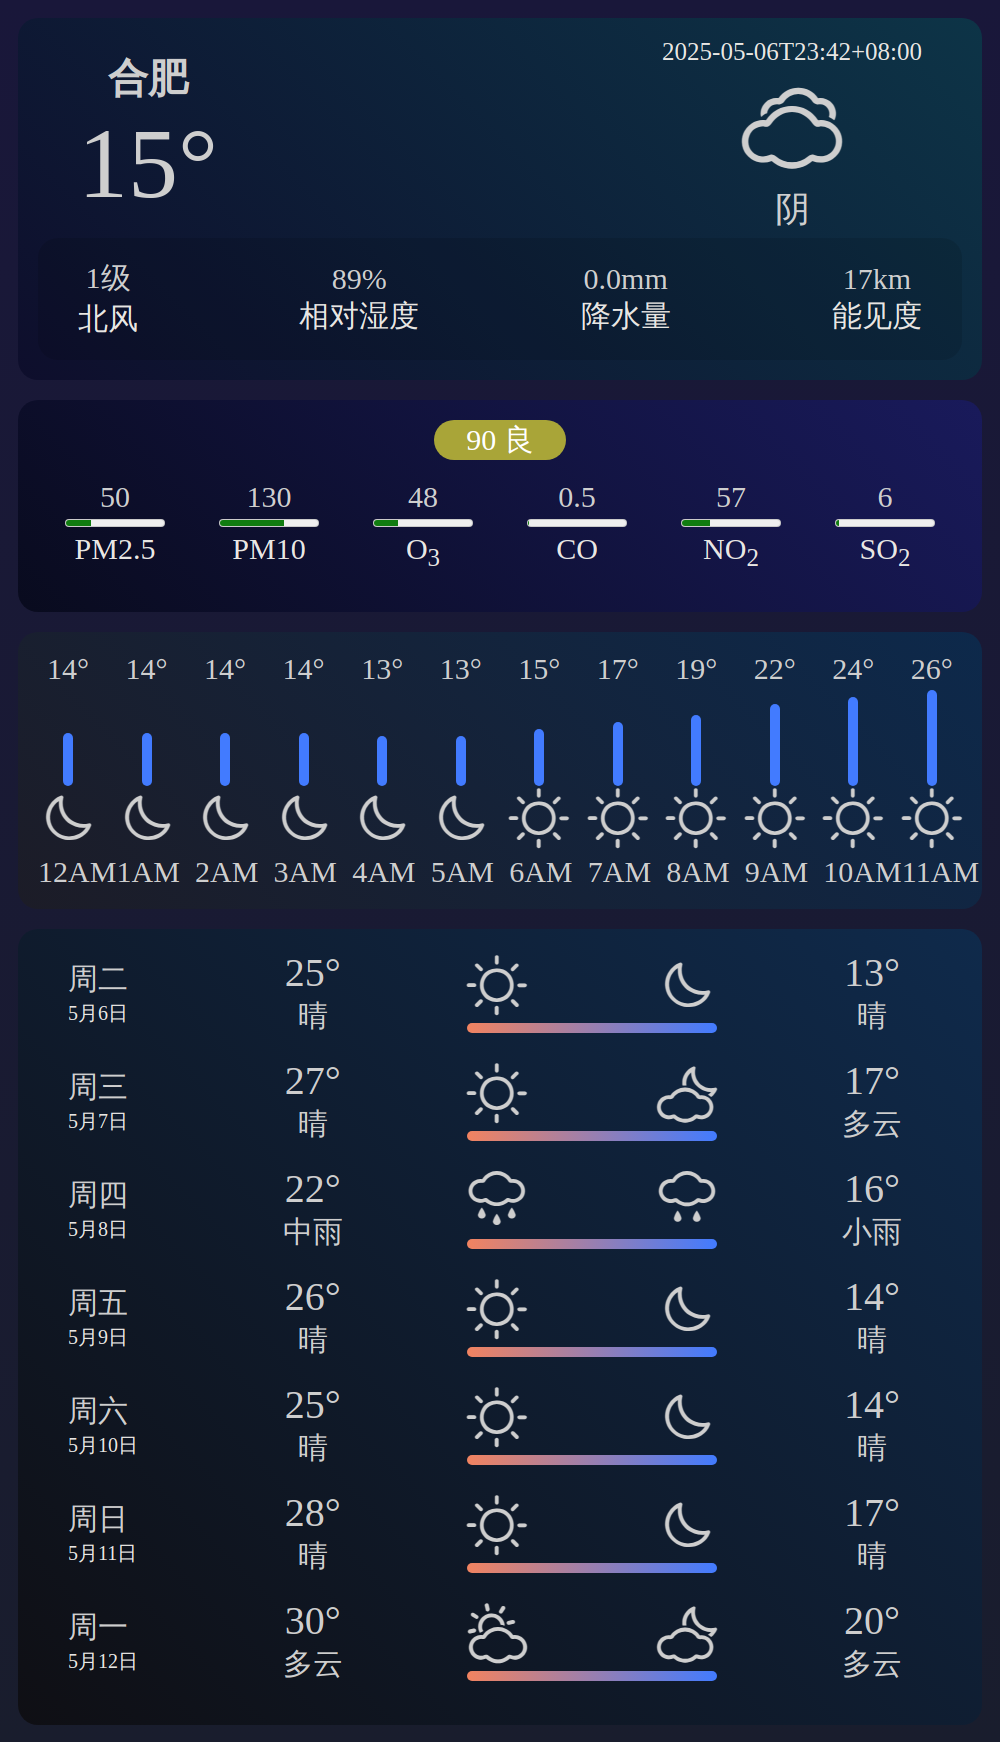 合肥
15°
2025-05-06T23:42+08:00
阴
1级 89% 0.0mm 17km
北风 相对湿度 降水量 能见度
90 良
50 130 48 0.5 57 6
PM2.5 PM10 O3 CO NO2 SO2
14° 14° 14° 14° 13° 13° 15° 17° 19° 22° 24° 26°
12AM 1AM 2AM 3AM 4AM 5AM 6AM 7AM 8AM 9AM 10AM 11AM
周二 25° 13°
5月6日 晴 晴
周三 27° 17°
5月7日 晴 多云
周四 22° 16°
5月8日 中雨 小雨
周五 26° 14°
5月9日 晴 晴
周六 25° 14°
5月10日 晴 晴
周日 28° 17°
5月11日 晴 晴
周一 30° 20°
5月12日 多云 多云